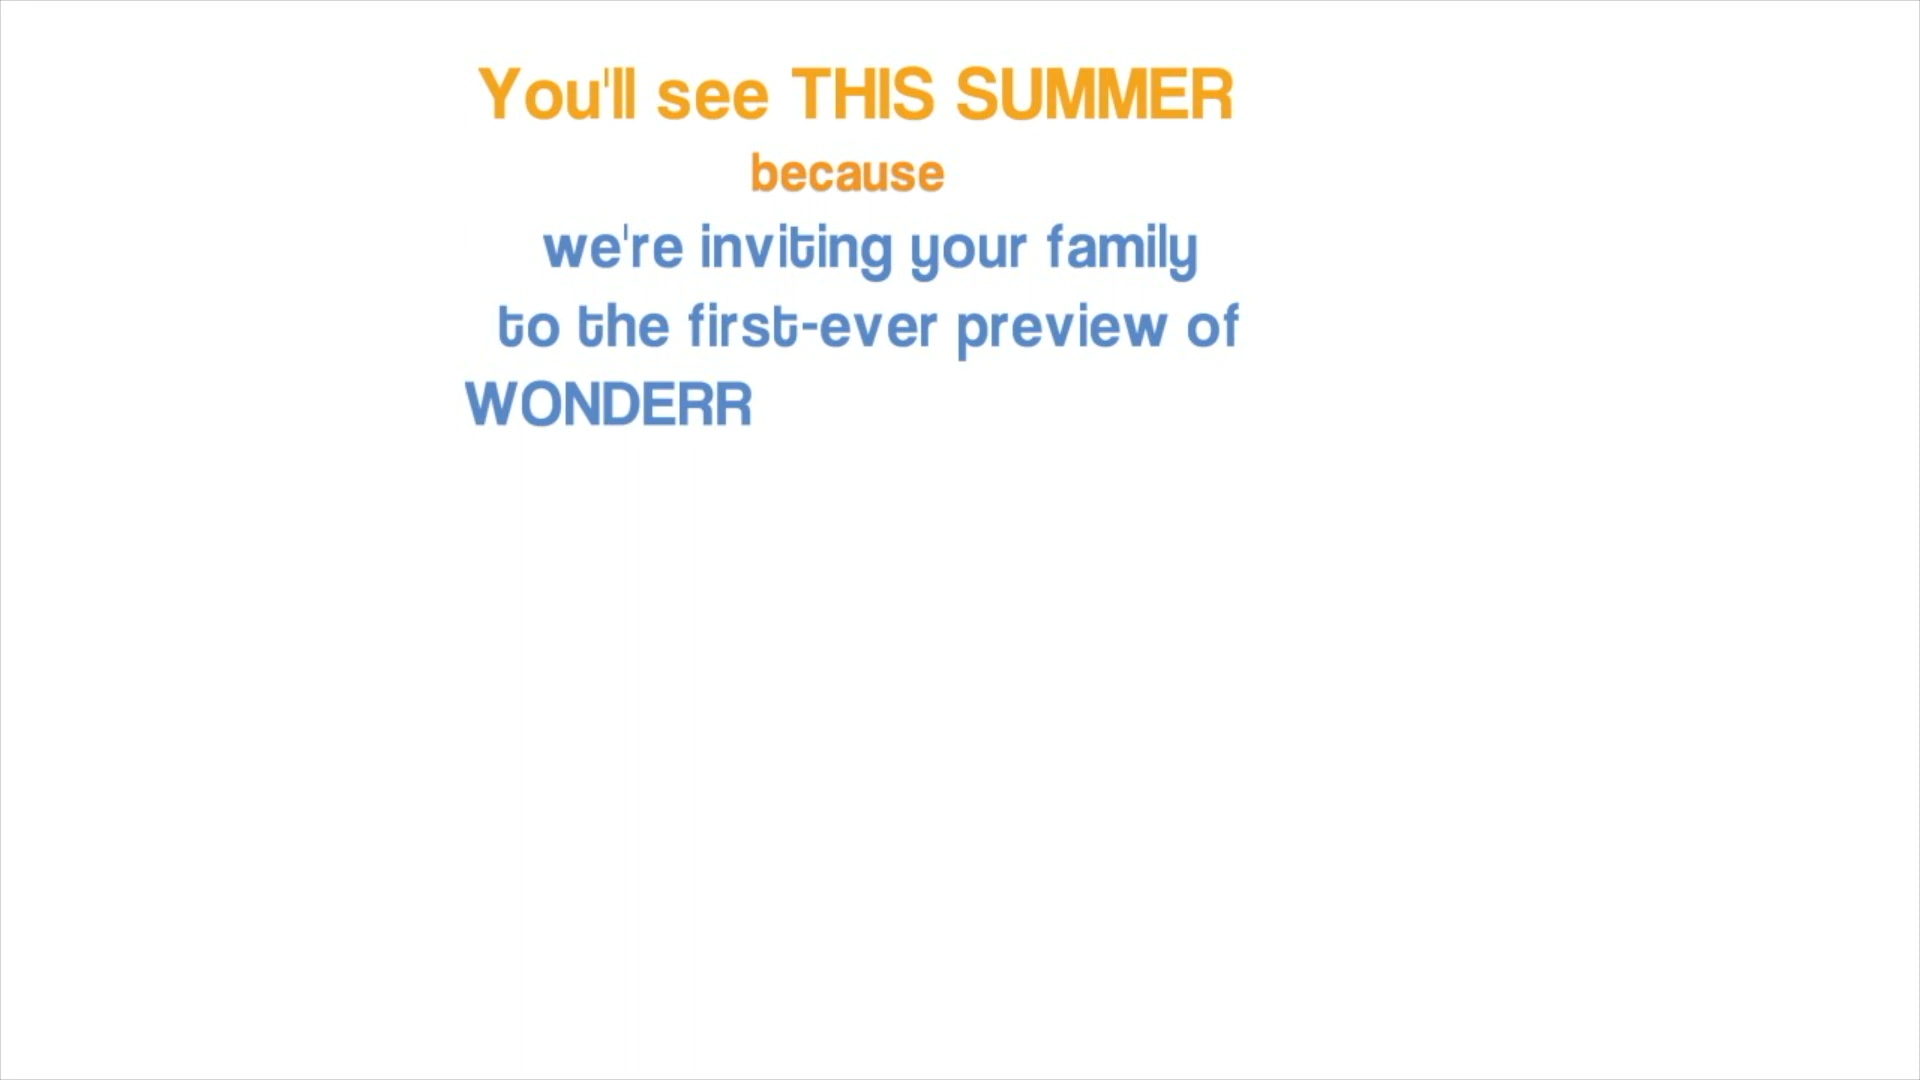 You'll see THIS SUMMER
because
we're inviting your family
to the first-ever preview of
WONDERR